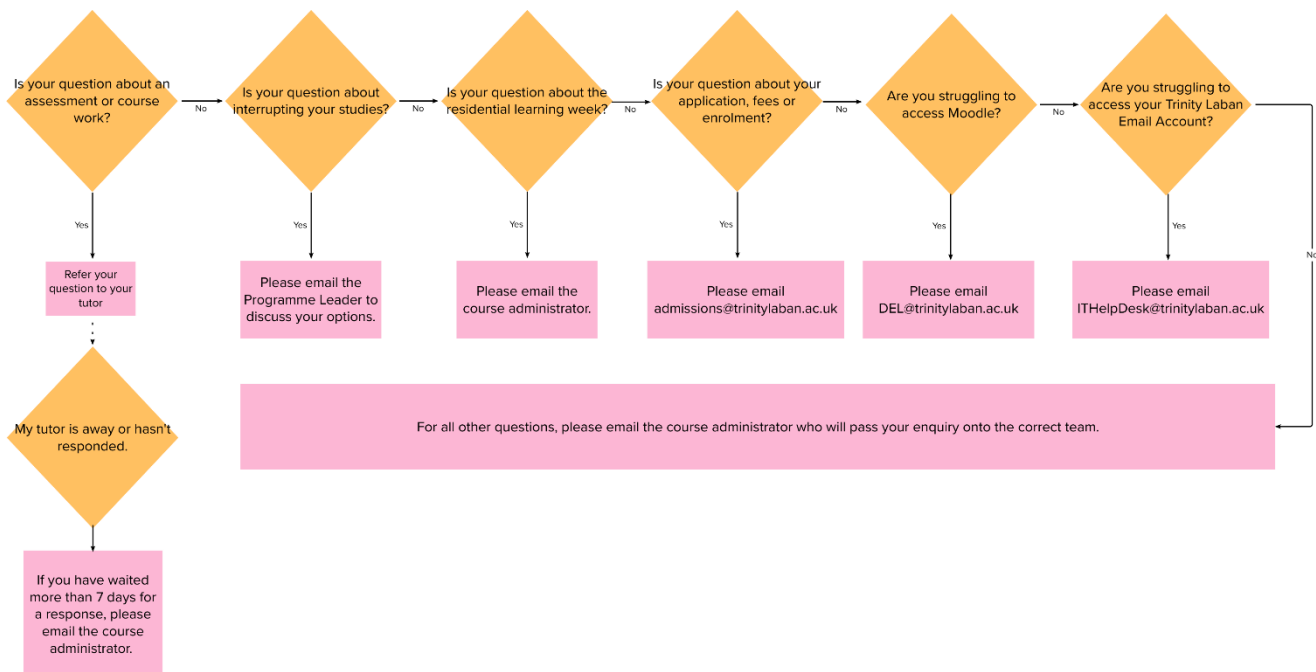 Is your question about an
assessment or course
work?
No
Is your question about
interrupting your studies?
No
Is your question about the
residential learning week?
No
Is your question about your
application, fees or
enrolment?
No
Are you struggling to
access Moodle?
No
Are you struggling to
access your Trinity Laban
Email Account?
No
Yes
Yes
Yes
Yes
Yes
Yes
Refer your
question to your
tutor
Please email the
Programme Leader to
discuss your options.
Please email the
course administrator.
Please email
admissions@trinitylaban.ac.uk
Please email
DEL@trinitylaban.ac.uk
Please email
ITHelpDesk@trinitylaban.ac.uk
My tutor is away or hasn't
responded.
For all other questions, please email the course administrator who will pass your enquiry onto the correct team.
If you have waited
more than 7 days for
a response, please
email the course
administrator.